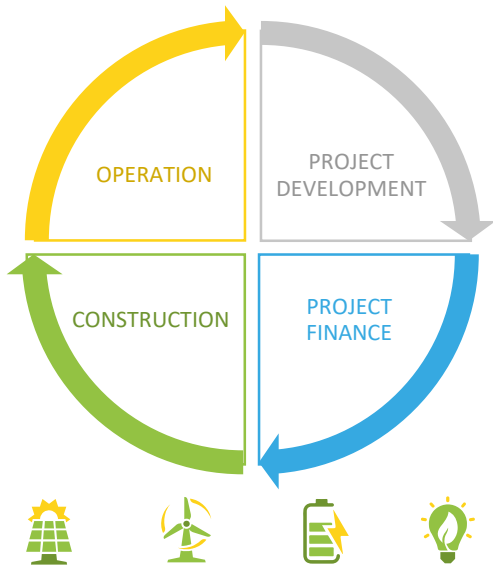 OPERATION
PROJECT
DEVELOPMENT
CONSTRUCTION
PROJECT
FINANCE